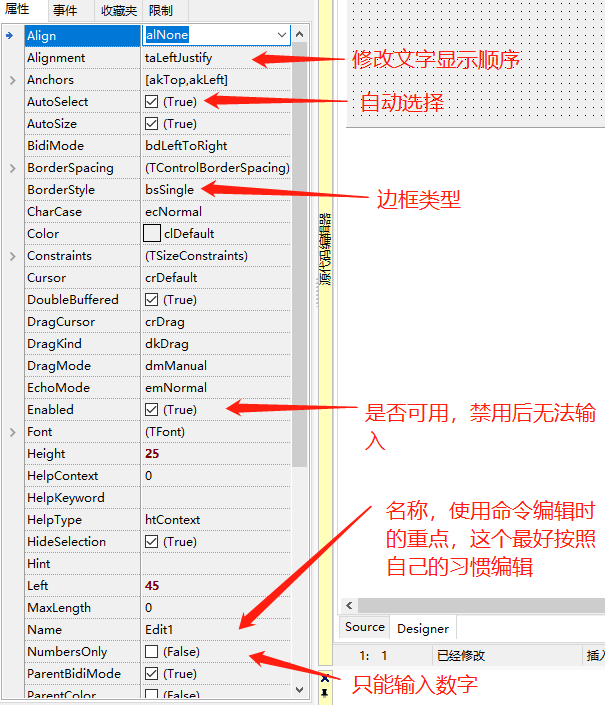 属性 事件 收藏夹 限制
Align alNone
Alignment taLeftJustify
修改文字显示顺序
Anchors [akTop,akLeft]
AutoSelect (True)
自动选择
AutoSize (True)
BidiMode bdLeftToRight
BorderSpacing (TControlBorderSpacing)
BorderStyle bsSingle
边框类型
CharCase ecNormal
Color clDefault
源代码编辑器
Constraints (TSizeConstraints)
Cursor crDefault
DoubleBuffered (True)
DragCursor crDrag
DragKind dkDrag
DragMode dmManual
EchoMode emNormal
Enabled (True)
是否可用，禁用后无法输
入
Font (TFont)
Height 25
HelpContext 0
HelpKeyword
HelpType htContext
名称，使用命令编辑时
的重点，这个最好按照
自己的习惯编辑
HideSelection (True)
Hint
Left 45
MaxLength 0
Name Edit1
Source Designer
NumbersOnly (False)
1: 1 已经修改 插入
ParentBidiMode (True)
只能输入数字
ParentColor (False)